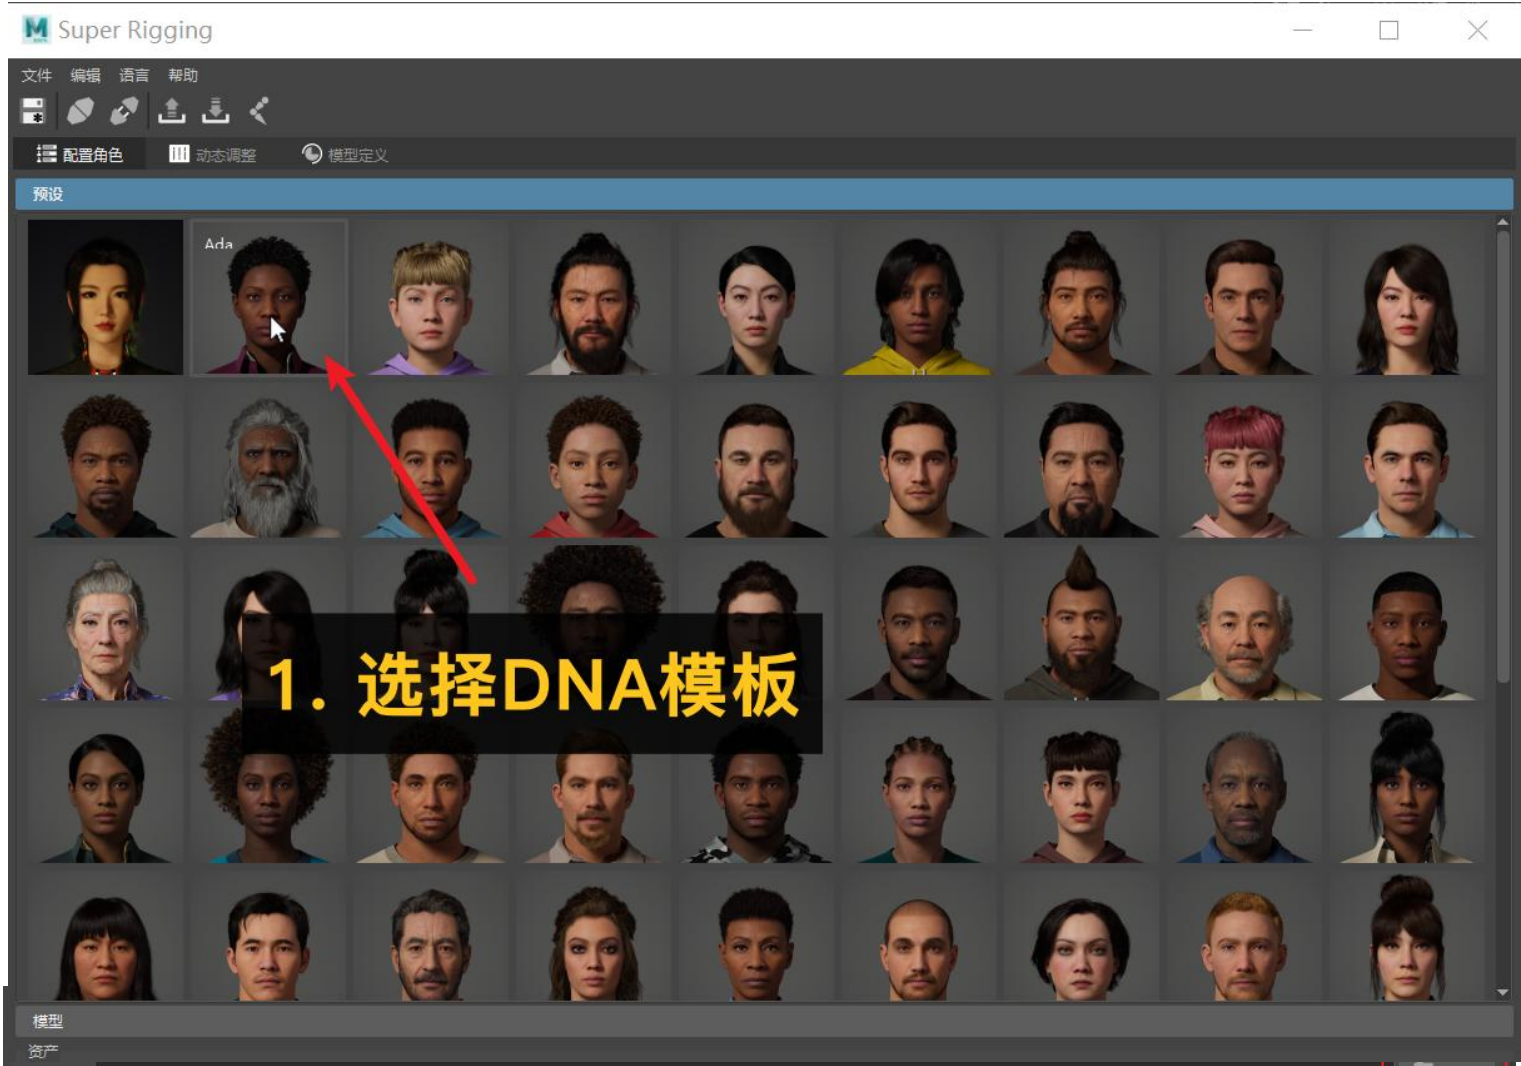 Super Rigging
文件 编辑 语言 帮助
配置角色 动态调整 模型定义
预设
Ada
1. 选择DNA模板
模型
资产